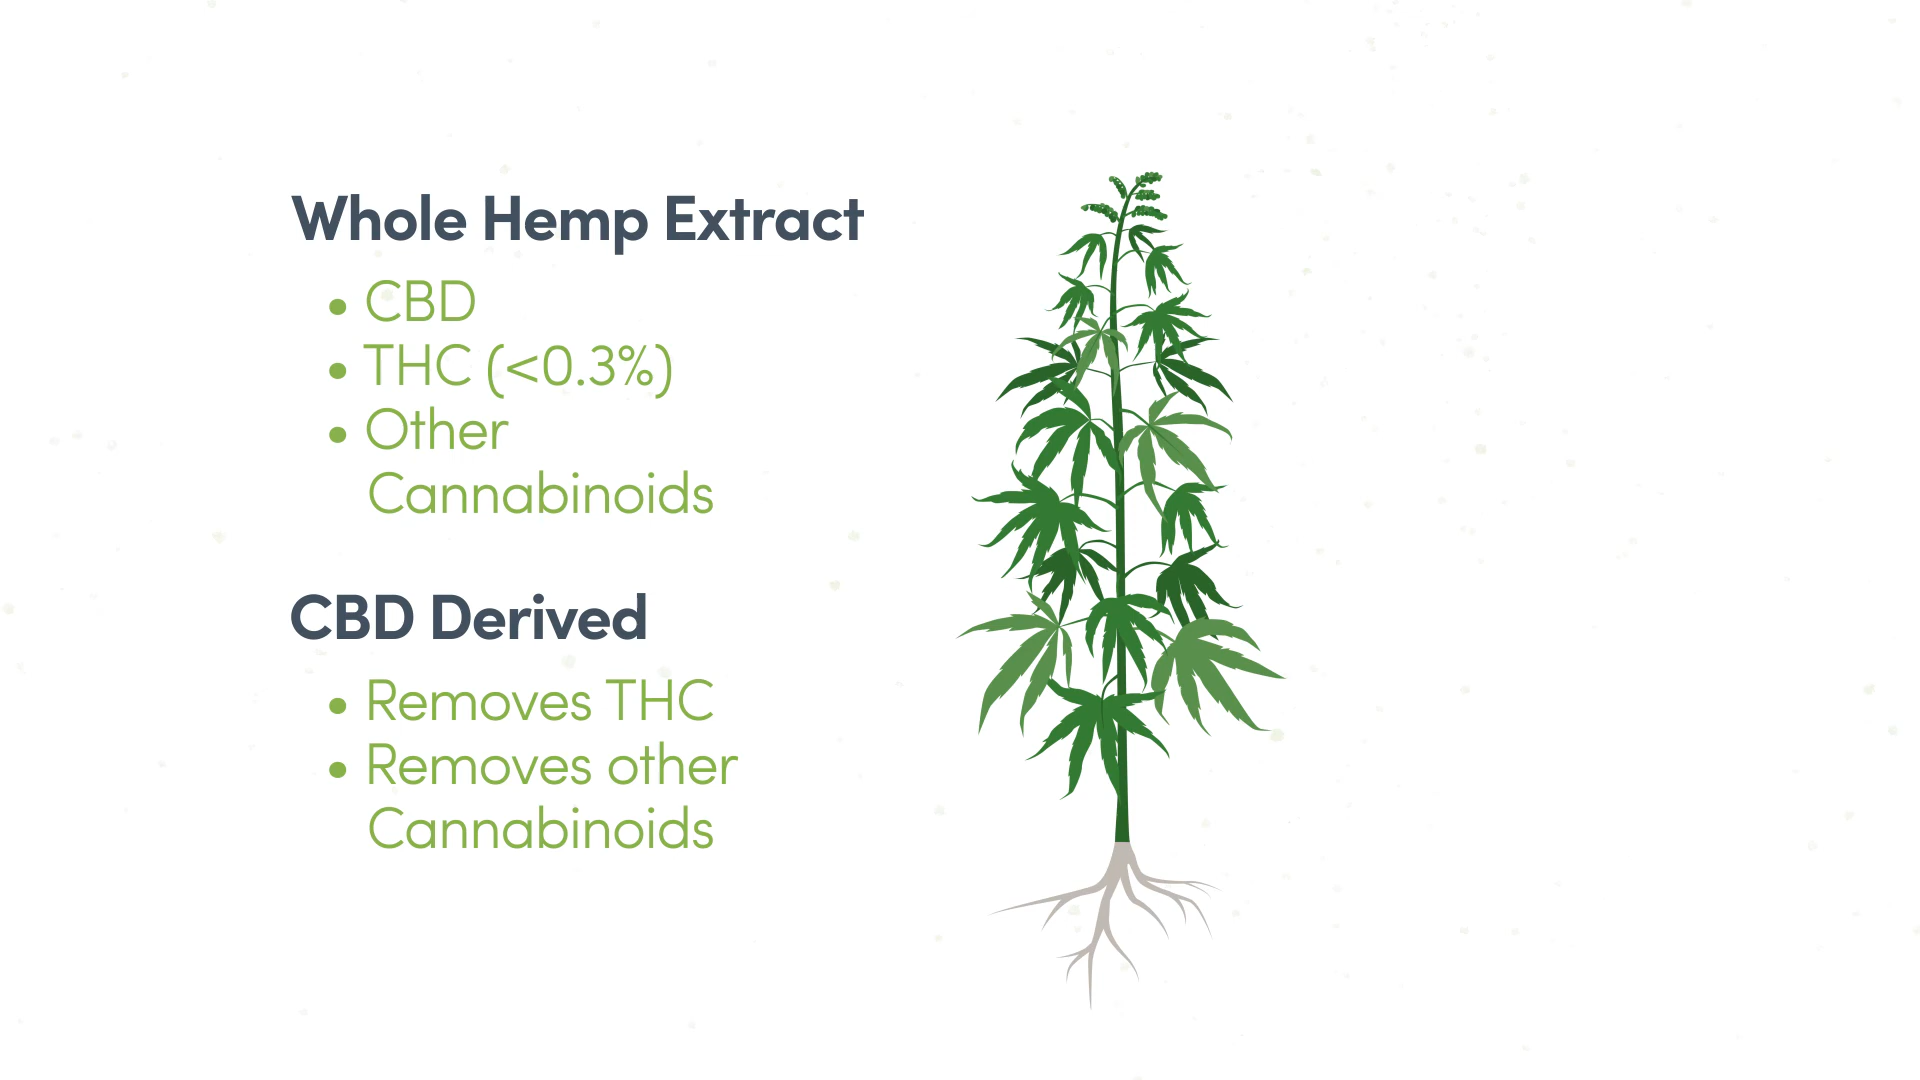 Whole Hemp Extract
• CBD
• THC (<0.3%)
• Other
Cannabinoids
CBD Derived
• Removes THC
• Removes other
Cannabinoids